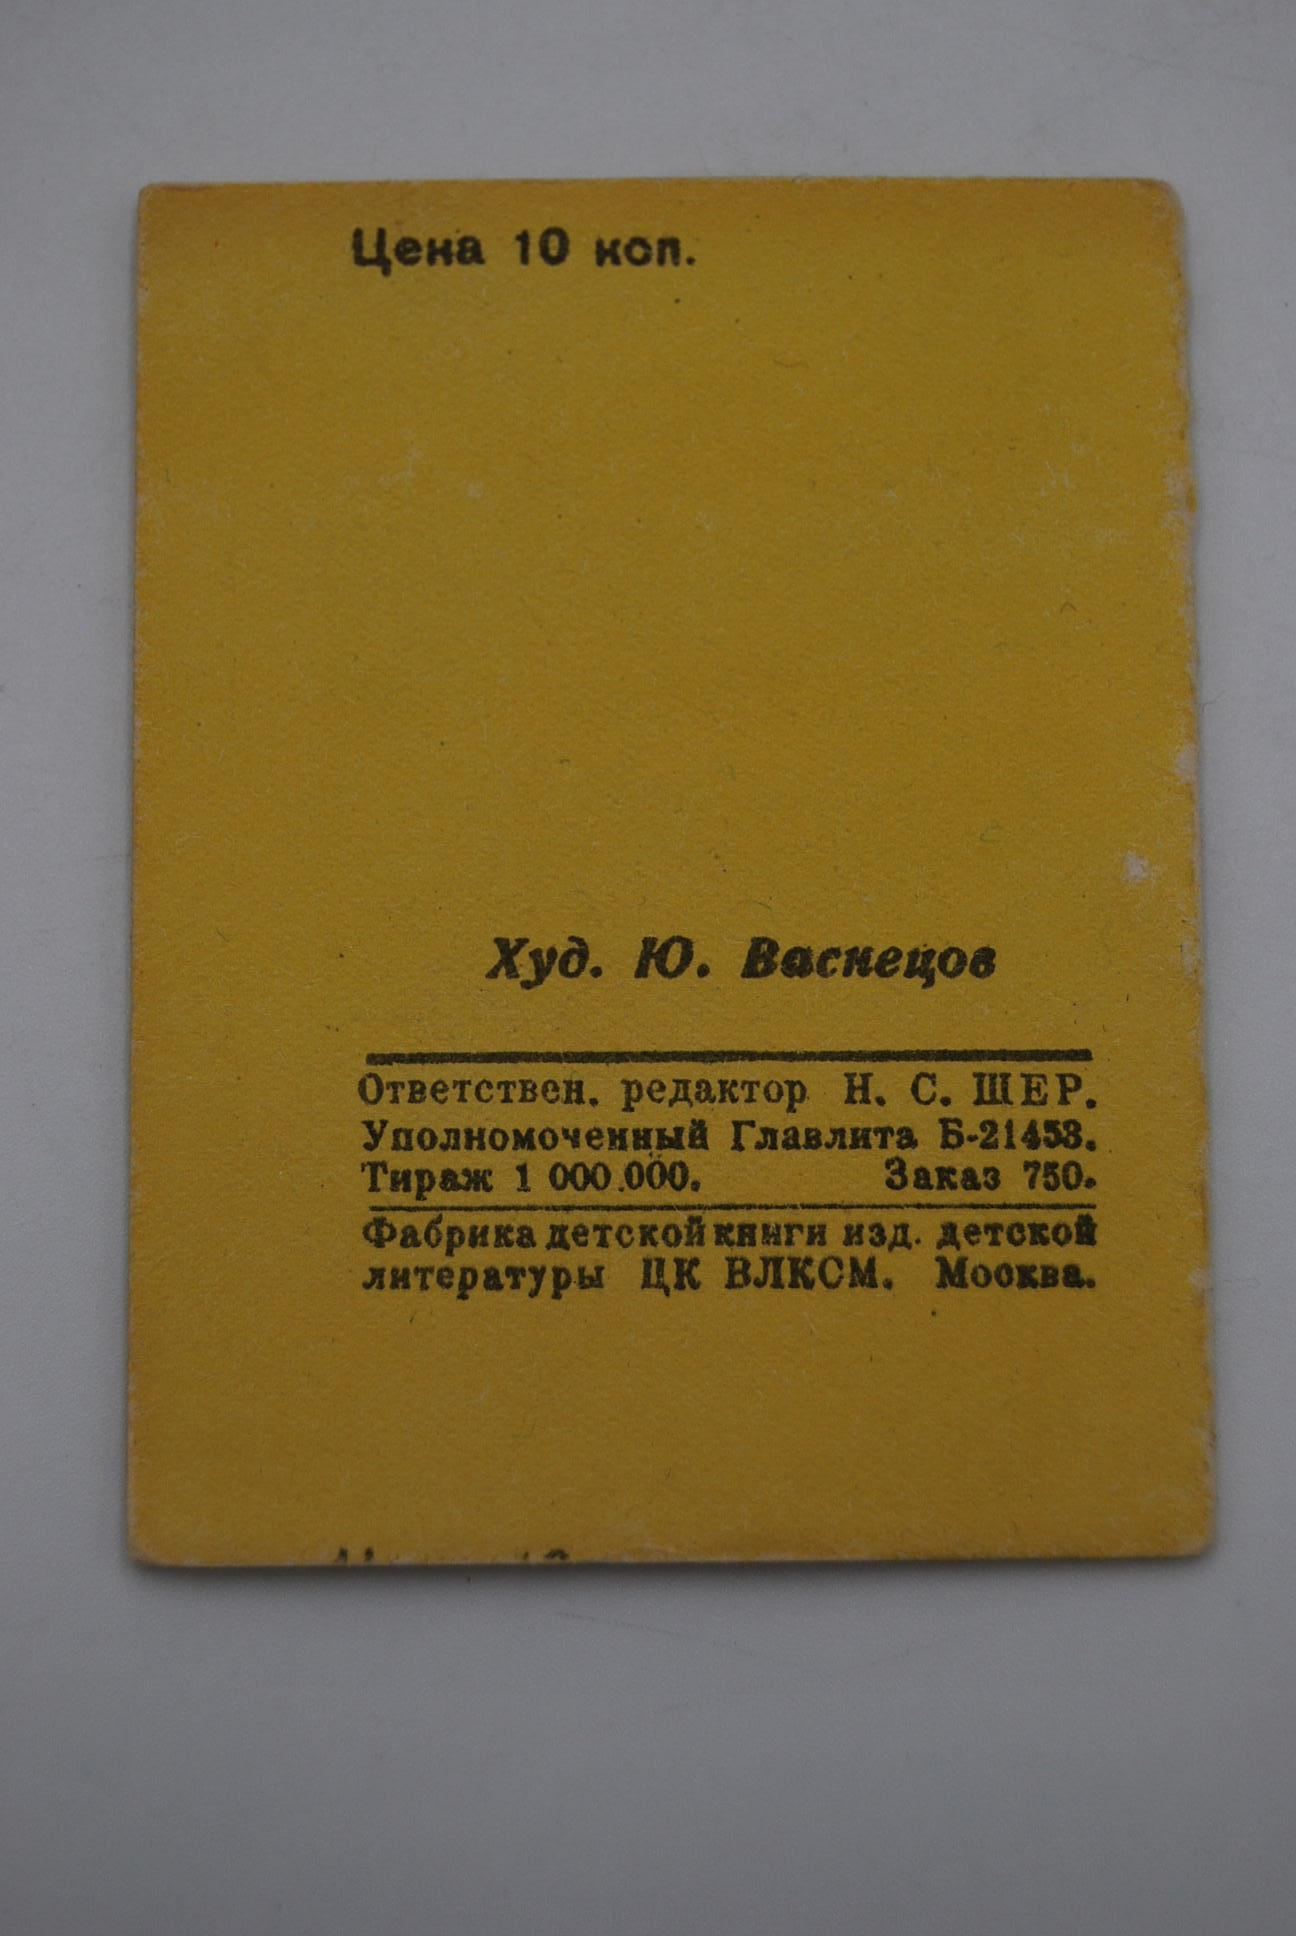 Цена 10 коп.
Худ. Ю. Васнецов
Ответствен. редактор Н. С. ШЕР.
Уполномоченный Главлита Б-21453.
Тираж 1 000.000. Заказ 750.
Фабрика детской книги изд. детской
литературы ЦК ВЛКСМ. Москва.